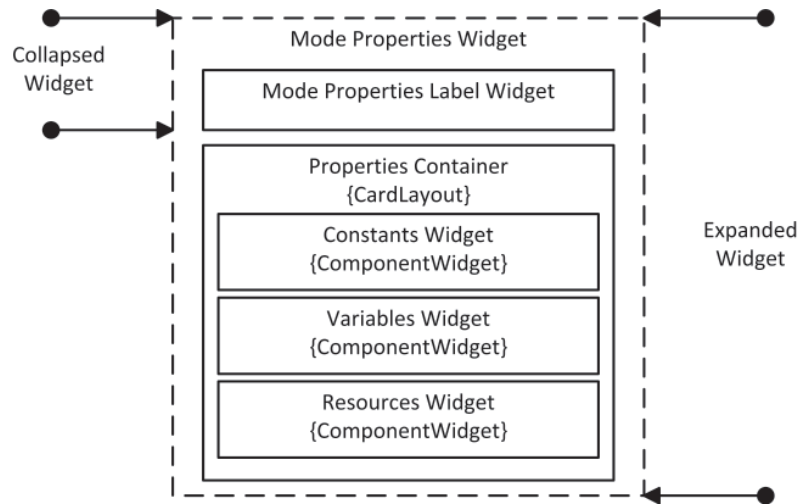 Mode Properties Widget
Collapsed
Widget
Mode Properties Label Widget
Properties Container
{CardLayout}
Constants Widget
{ComponentWidget}
Expanded
Widget
Variables Widget
{ComponentWidget}
Resources Widget
{ComponentWidget}